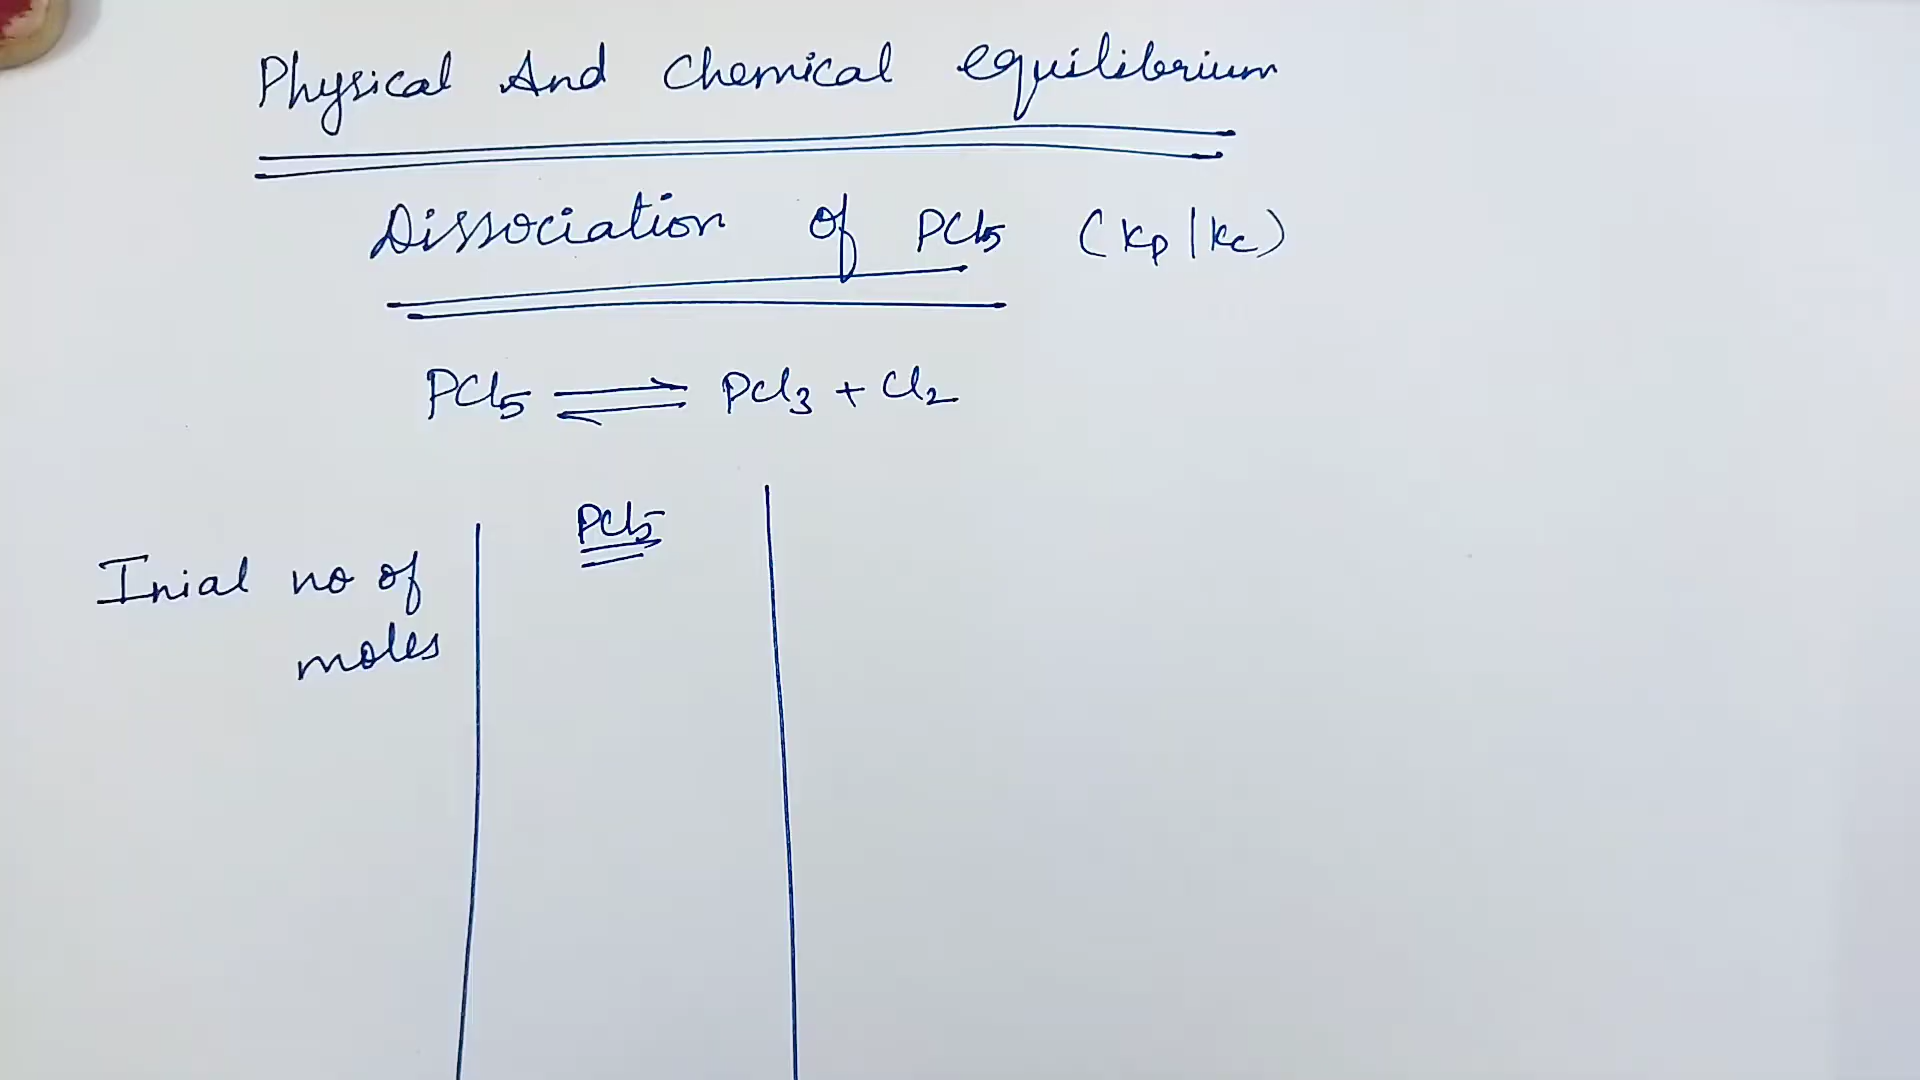 Physical And Chemical equilibrium
Dissociation of PCl5 (Kp/Kc)
PCl5 ⇌ PCl3 + Cl2
PCl5
Inial no of
moles